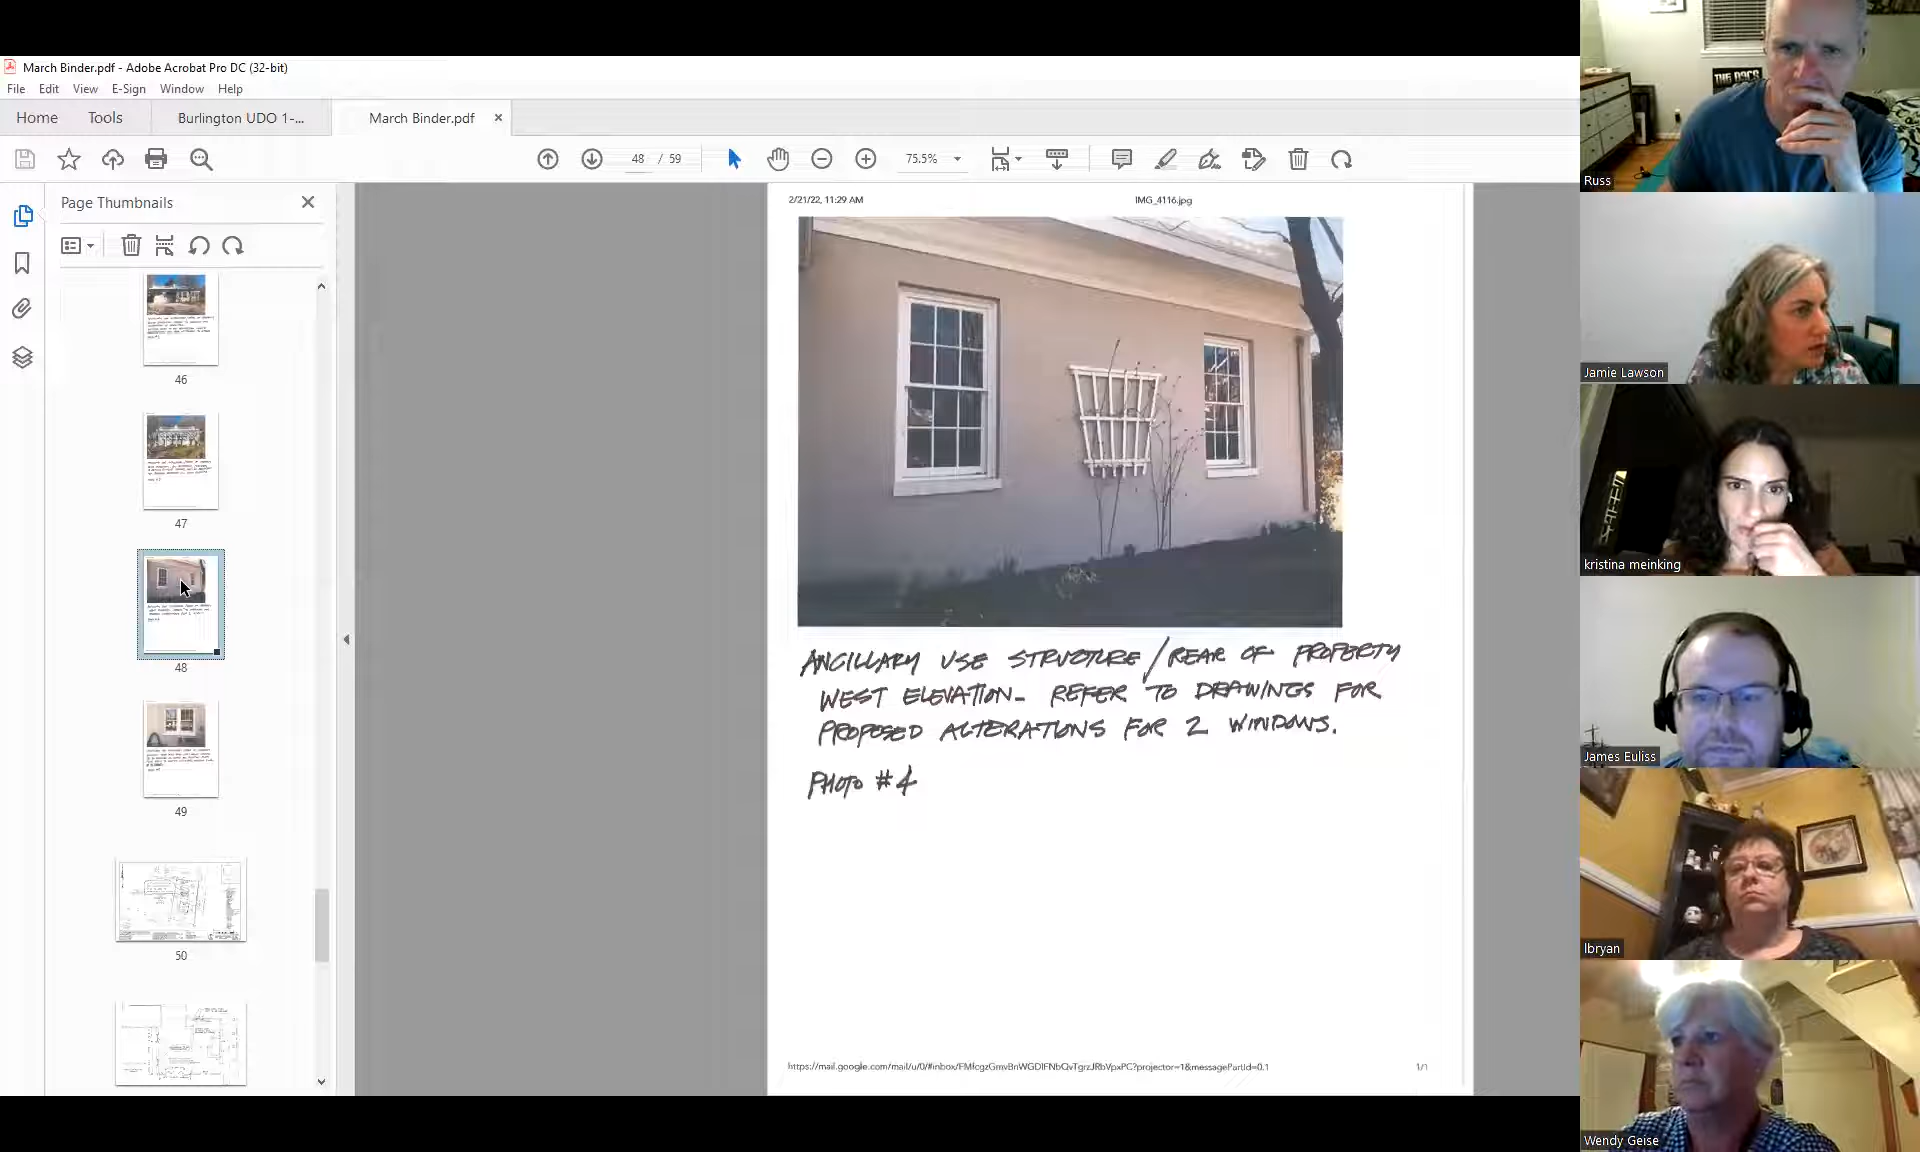 March Binder.pdf - Adobe Acrobat Pro DC (32-bit)
File Edit View E-Sign Window Help
Home Tools Burlington UDO 1-... March Binder.pdf
48 / 59 75.5%
Page Thumbnails
46
47
48
49
50
2/21/22, 11:29 AM IMG_4116.jpg
ANCILLARY USE STRUCTURE / REAR OF PROPERTY
WEST ELEVATION - REFER TO DRAWINGS FOR
PROPOSED ALTERATIONS FOR 2 WINDOWS.
PHOTO #4
1/1
Russ
Jamie Lawson
kristina meinking
James Euliss
lbryan
Wendy Geise